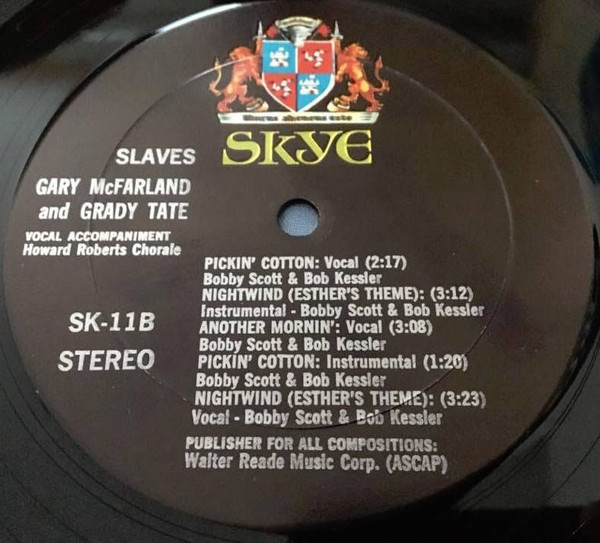 SKYE
SLAVES
GARY McFARLAND
and GRADY TATE
VOCAL ACCOMPANIMENT
Howard Roberts Chorale
SK-11B
STEREO
PICKIN' COTTON: Vocal (2:17)
Bobby Scott & Bob Kessler
NIGHTWIND (ESTHER'S THEME): (3:12)
Instrumental - Bobby Scott & Bob Kessler
ANOTHER MORNIN': Vocal (3:08)
Bobby Scott & Bob Kessler
PICKIN' COTTON: Instrumental (1:20)
Bobby Scott & Bob Kessler
NIGHTWIND (ESTHER'S THEME): (3:23)
Vocal - Bobby Scott & Bob Kessler
PUBLISHER FOR ALL COMPOSITIONS:
Walter Reade Music Corp. (ASCAP)